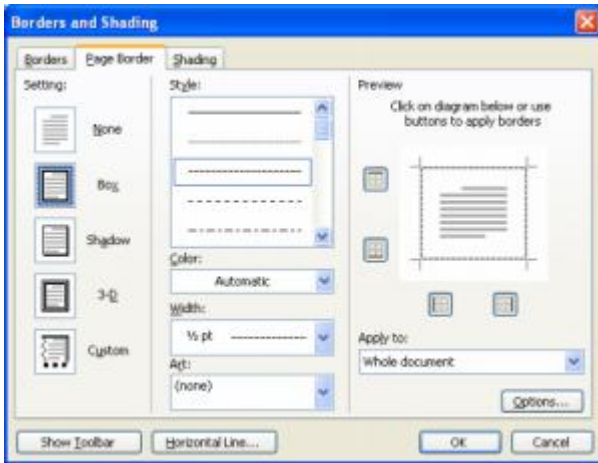 Borders and Shading
Borders
Page Border
Shading
Setting:
None
Box
Shadow
3-D
Custom
Style:
Color:
Automatic
Width:
½ pt
Art:
(none)
Preview
Click on diagram below or use
buttons to apply borders
Apply to:
Whole document
Options...
Show Toolbar
Horizontal Line...
OK
Cancel